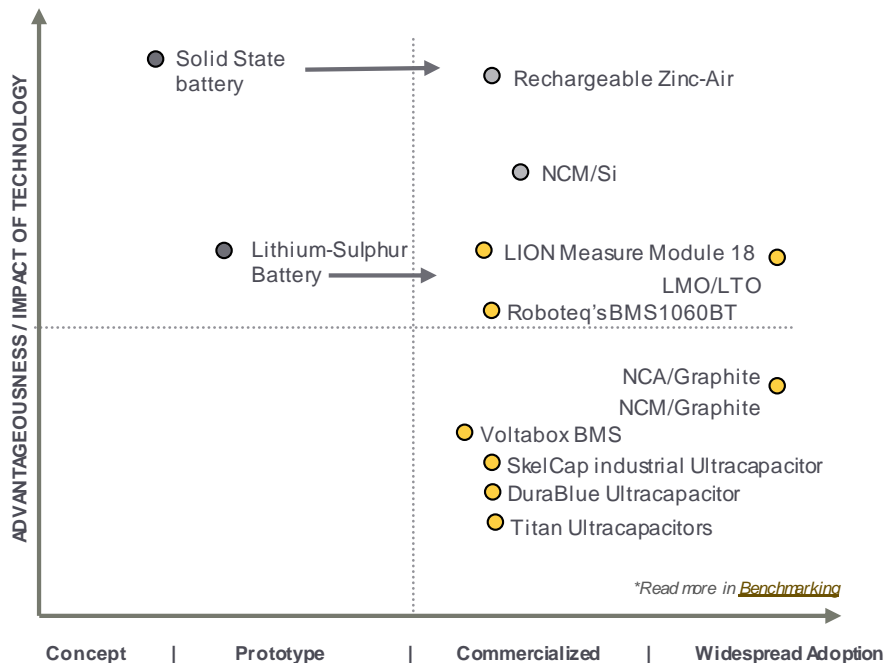 ADVANTAGEOUSNESS / IMPACT OF TECHNOLOGY
Solid State
battery
Rechargeable Zinc-Air
NCM/Si
Lithium-Sulphur
Battery
LION Measure Module 18
LMO/LTO
Roboteq's BMS1060BT
NCA/Graphite
NCM/Graphite
Voltabox BMS
SkelCap industrial Ultracapacitor
DuraBlue Ultracapacitor
Titan Ultracapacitors
*Read more in Benchmarking
Concept | Prototype | Commercialized | Widespread Adoption